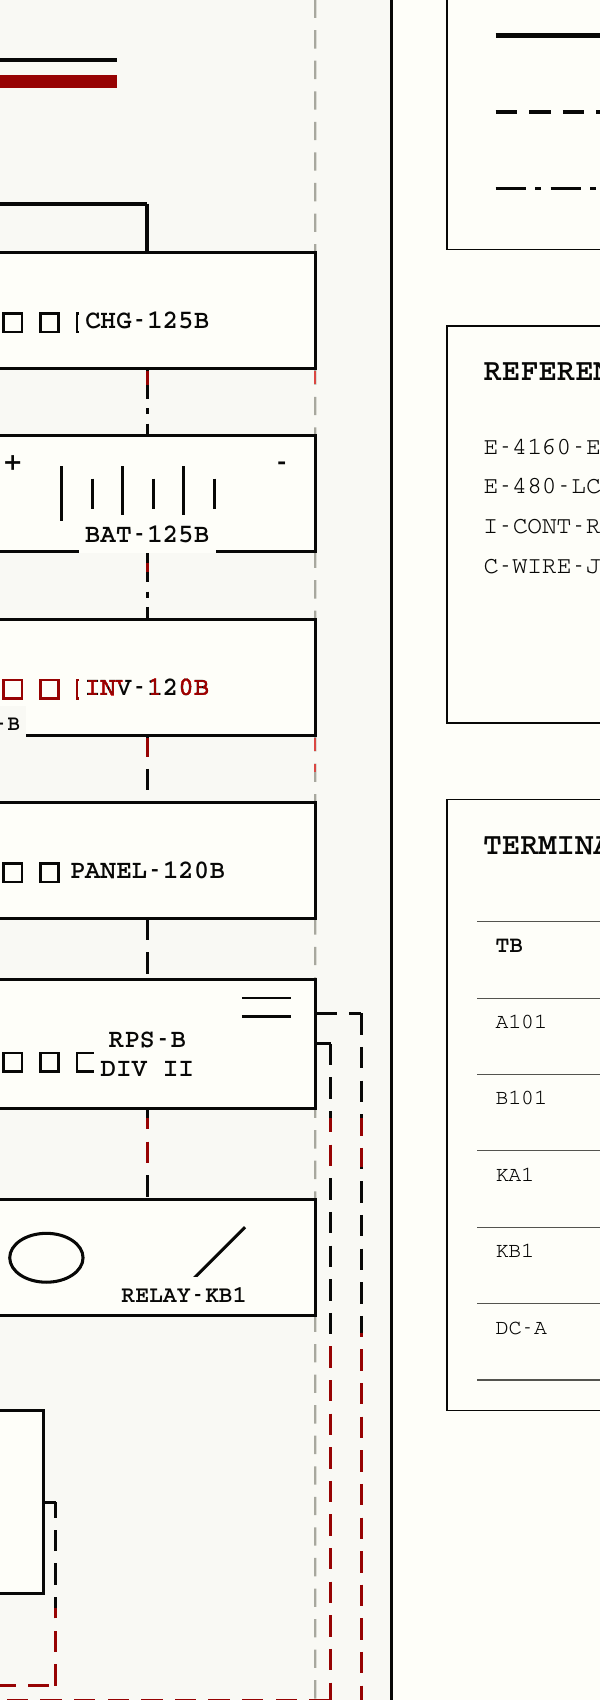 CHG-125B
+ -
BAT-125B
INV-120B
-B
PANEL-120B
RPS-B
DIV II
RELAY-KB1
REFEREN
E-4160-E
E-480-LC
I-CONT-R
C-WIRE-J
TERMINA
TB
A101
B101
KA1
KB1
DC-A